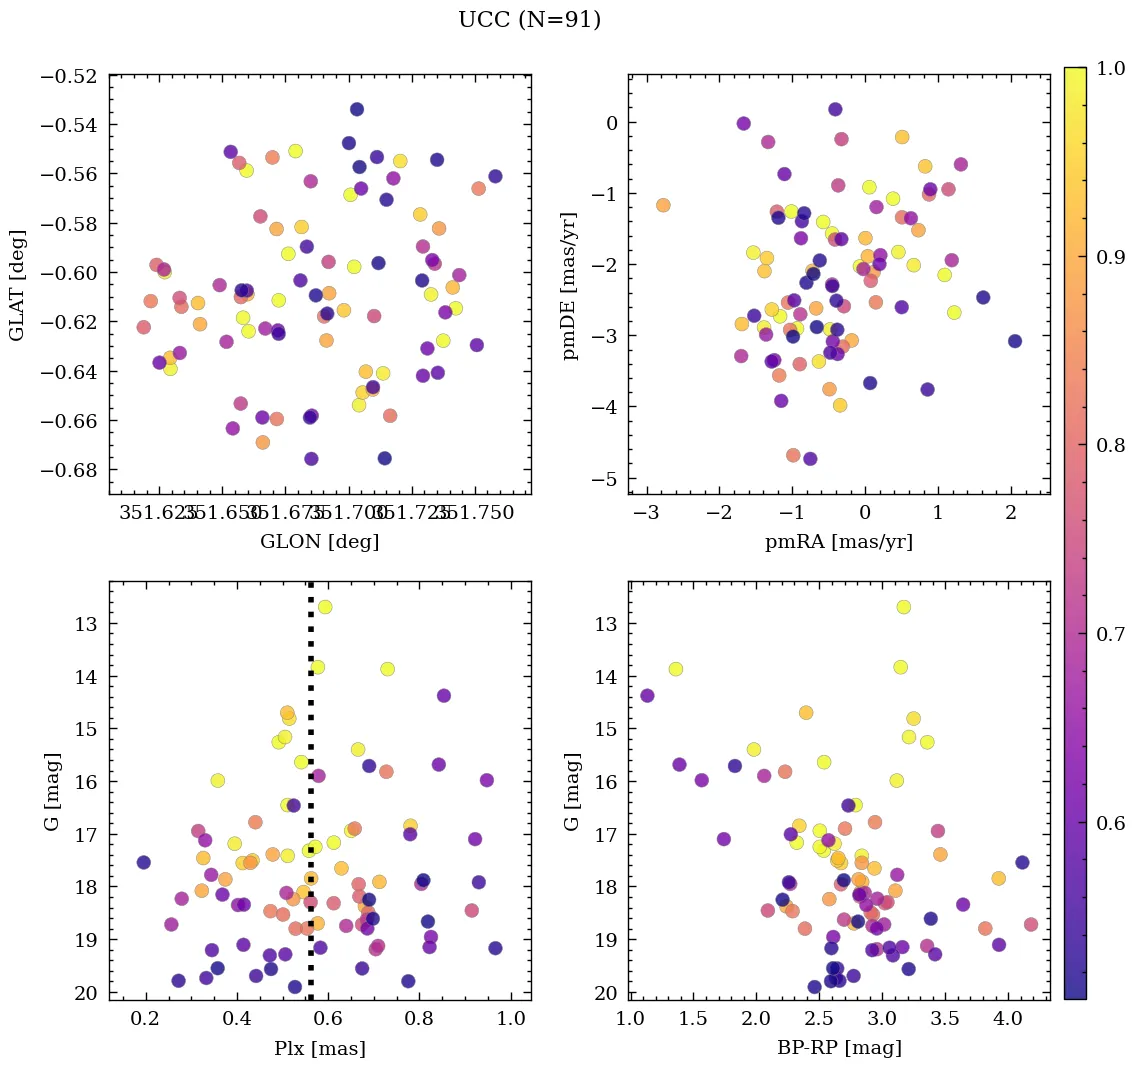 UCC (N=91)
−0.52
−0.54
−0.56
−0.58
−0.60
−0.62
−0.64
−0.66
−0.68
GLAT [deg]
351.625 351.650 351.675 351.700 351.725 351.750
GLON [deg]
0
−1
−2
−3
−4
−5
pmDE [mas/yr]
−3 −2 −1 0 1 2
pmRA [mas/yr]
13
14
15
16
17
18
19
20
G [mag]
0.2 0.4 0.6 0.8 1.0
Plx [mas]
13
14
15
16
17
18
19
20
G [mag]
1.0 1.5 2.0 2.5 3.0 3.5 4.0
BP-RP [mag]
1.0
0.9
0.8
0.7
0.6